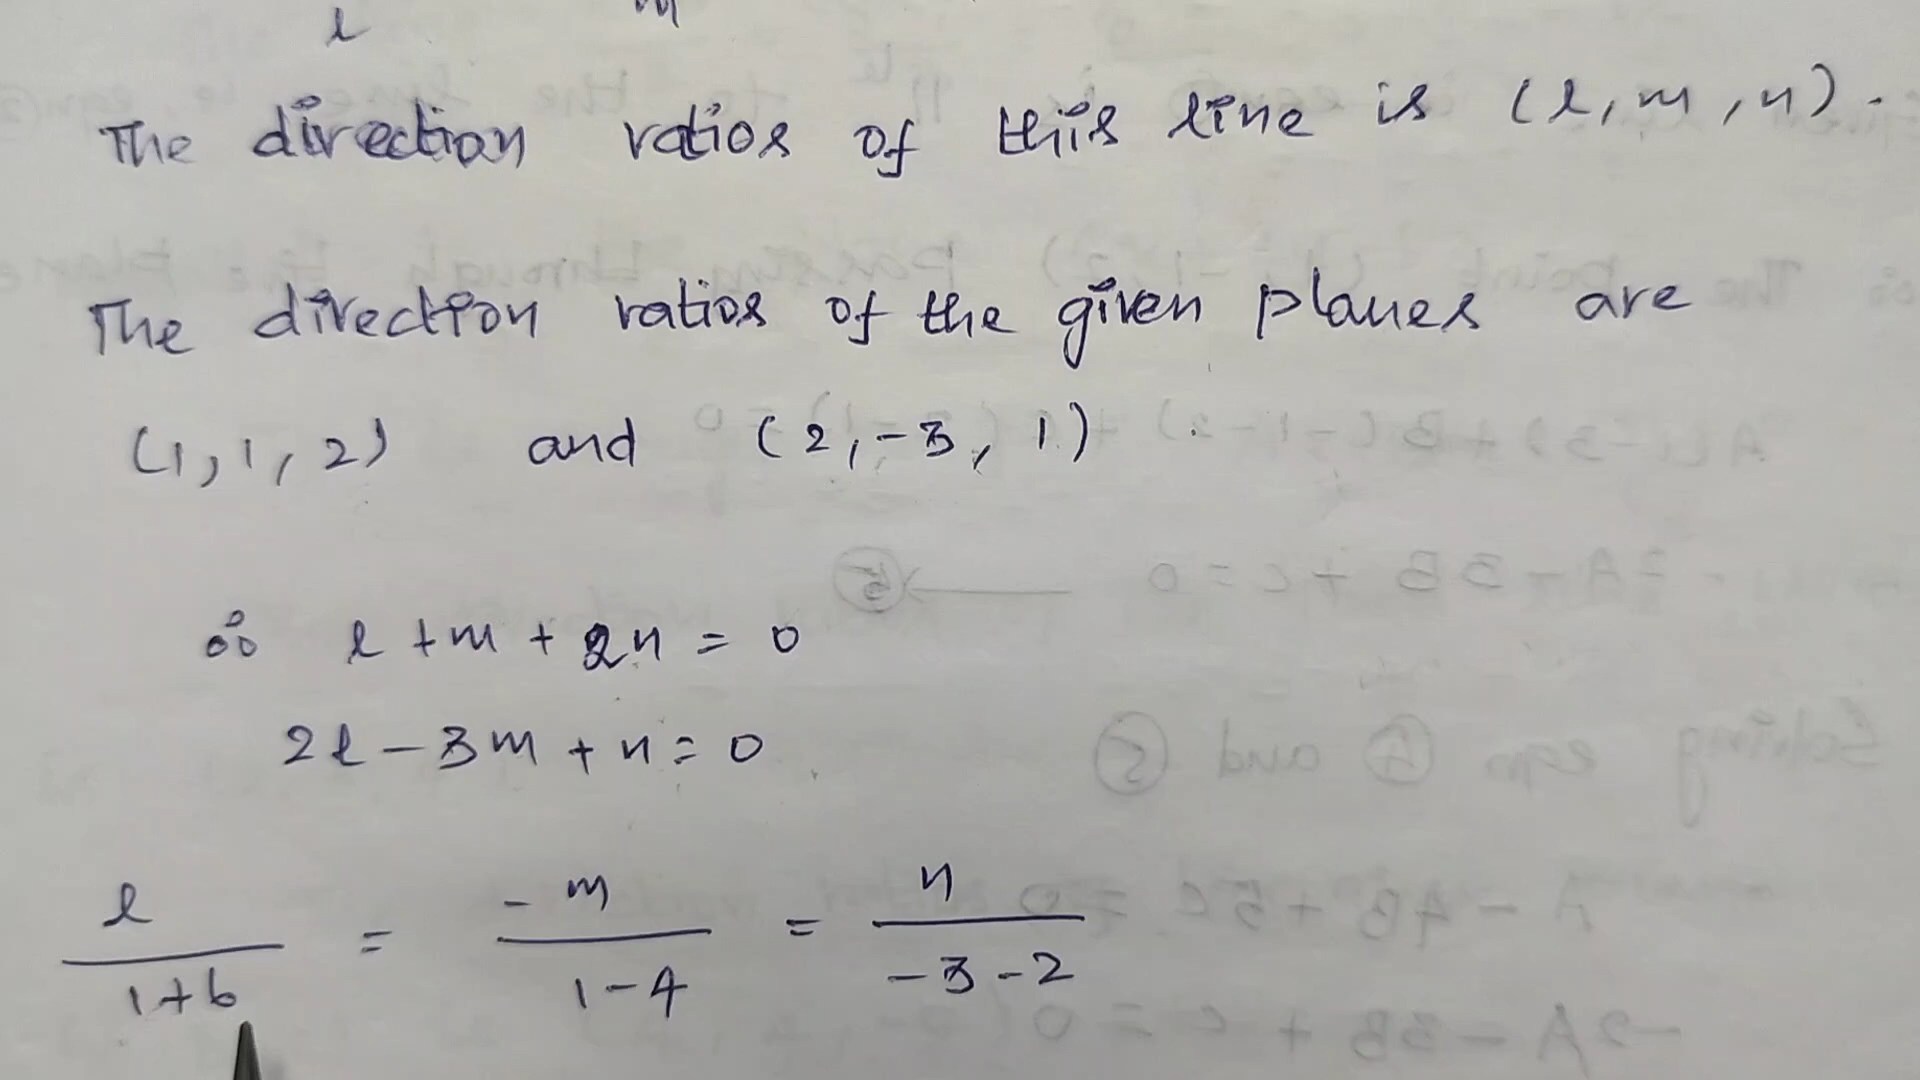 l m
The direction ratios of this line is (l, m, n).
The direction ratios of the given planes are
(1, 1, 2) and (2, -3, 1)
∴ l + m + 2n = 0
2l - 3m + n = 0
l / 1+6 = -m / 1-4 = n / -3-2